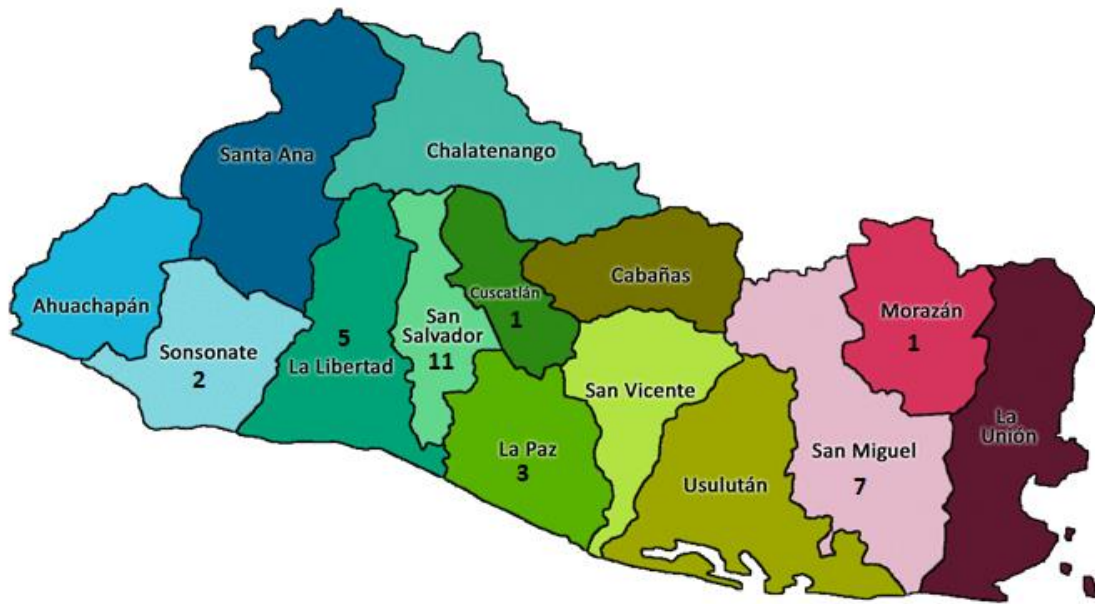 Santa Ana
Chalatenango
Ahuachapán
Sonsonate
2
5
La Libertad
San
Salvador
11
Cuscatlán
1
Cabañas
La Paz
3
San Vicente
Usulután
San Miguel
7
Morazán
1
La
Unión